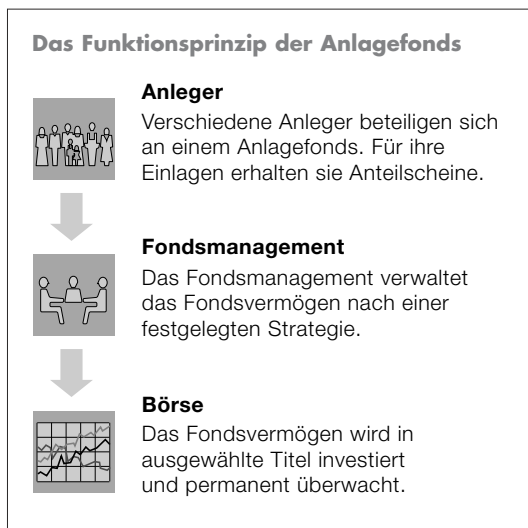 Das Funktionsprinzip der Anlagefonds
Anleger
Verschiedene Anleger beteiligen sich
an einem Anlagefonds. Für ihre
Einlagen erhalten sie Anteilscheine.
Fondsmanagement
Das Fondsmanagement verwaltet
das Fondsvermögen nach einer
festgelegten Strategie.
Börse
Das Fondsvermögen wird in
ausgewählte Titel investiert
und permanent überwacht.